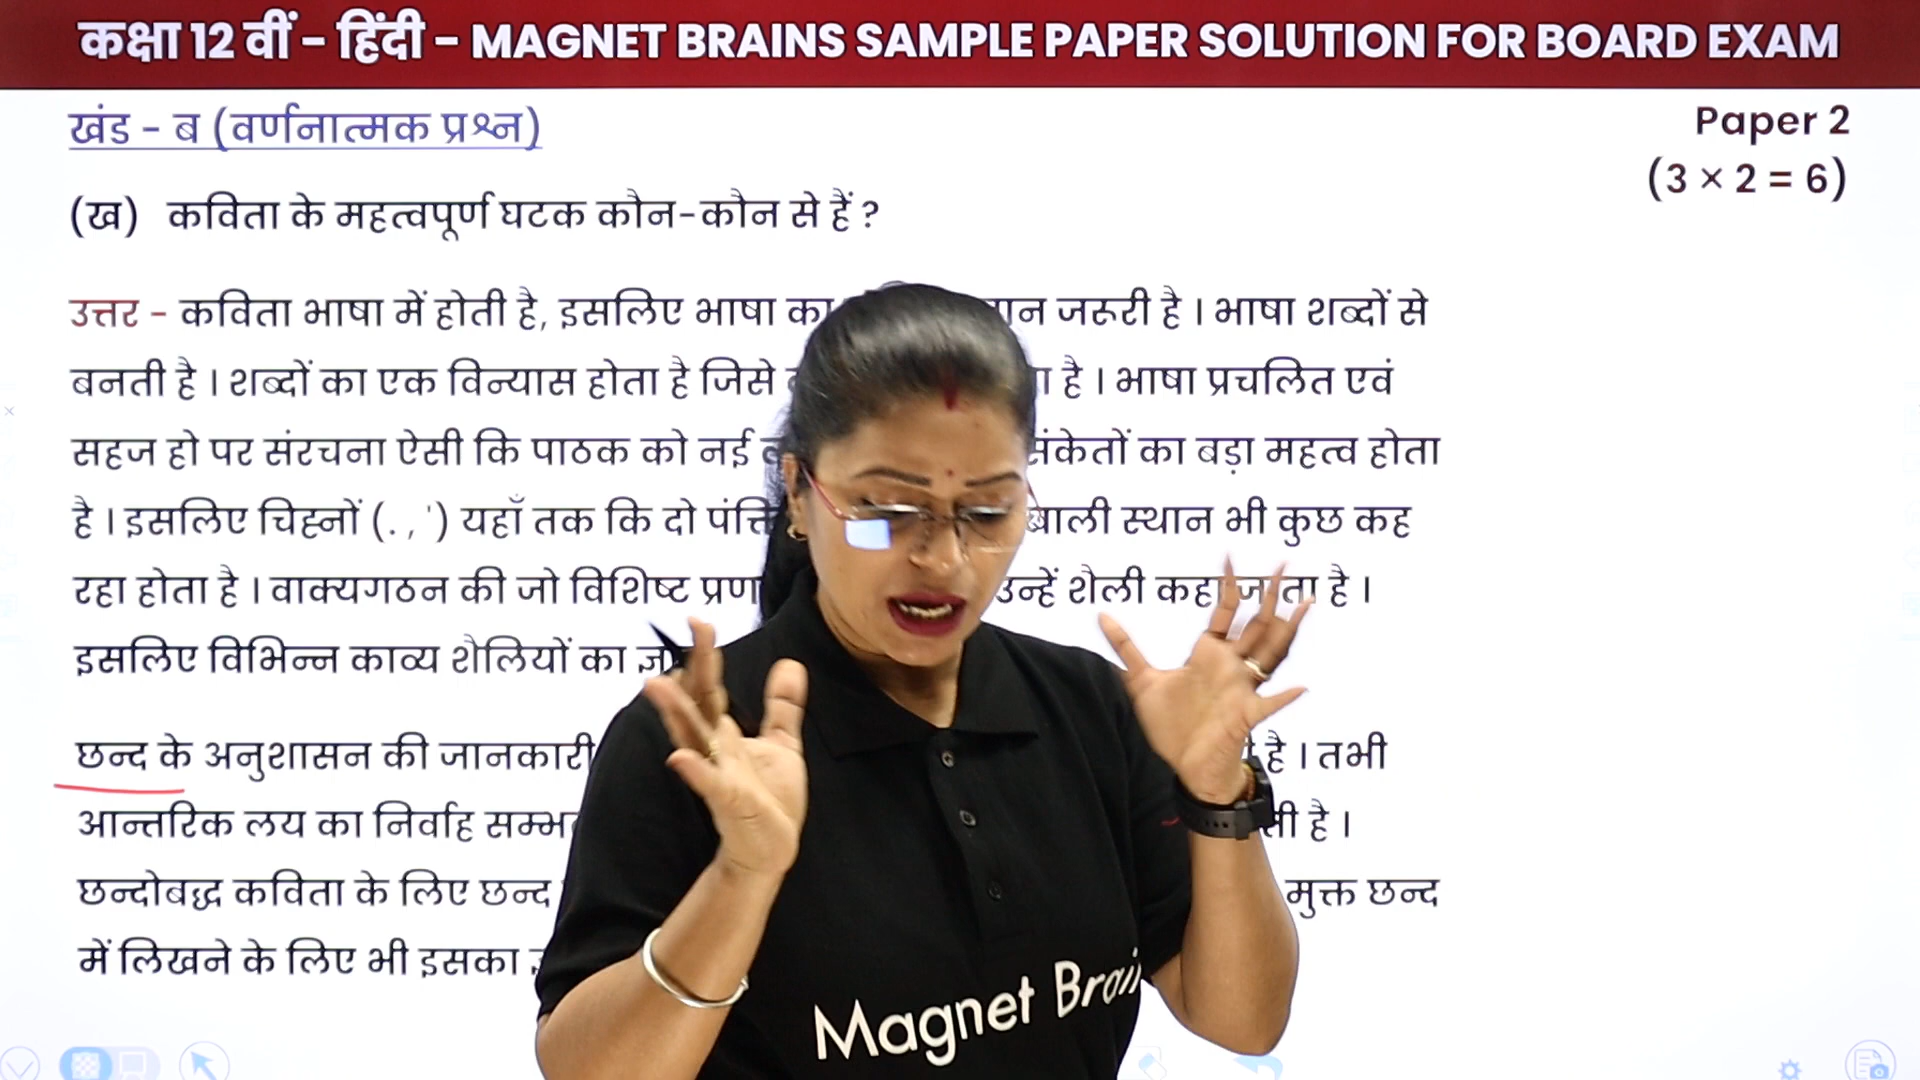 कक्षा 12 वीं - हिंदी - MAGNET BRAINS SAMPLE PAPER SOLUTION FOR BOARD EXAM
खंड - ब (वर्णनात्मक प्रश्न)
Paper 2
(3 × 2 = 6)
(ख) कविता के महत्वपूर्ण घटक कौन-कौन से हैं ?
उत्तर - कविता भाषा में होती है, इसलिए भाषा का जरूरी है । भाषा शब्दों से
बनती है । शब्दों का एक विन्यास होता है जिसे है । भाषा प्रचलित एवं
सहज हो पर संरचना ऐसी कि पाठक को नई संकेतों का बड़ा महत्व होता
है । इसलिए चिह्नों (. , ') यहाँ तक कि दो स्थान भी कुछ कह
रहा होता है । वाक्यगठन की जो विशिष्ट उन्हें शैली कहा जाता है ।
इसलिए विभिन्न काव्य शैलियों का
छन्द के अनुशासन की जानकारी है । तभी
आन्तरिक लय का निर्वाह है ।
छन्दोबद्ध कविता के लिए छन्द मुक्त छन्द
में लिखने के लिए भी इसका
Magnet